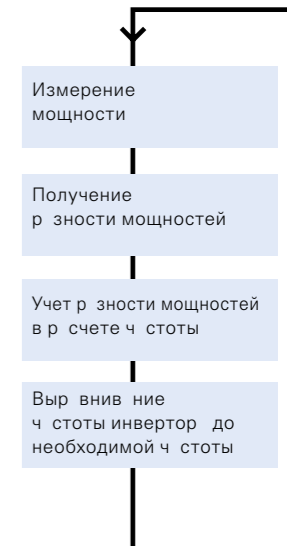 Измерение
мощности
Получение
р зности мощностей
Учет р зности мощностей
в р счете ч стоты
Выр внив ние
ч стоты инвертор до
необходимой ч стоты